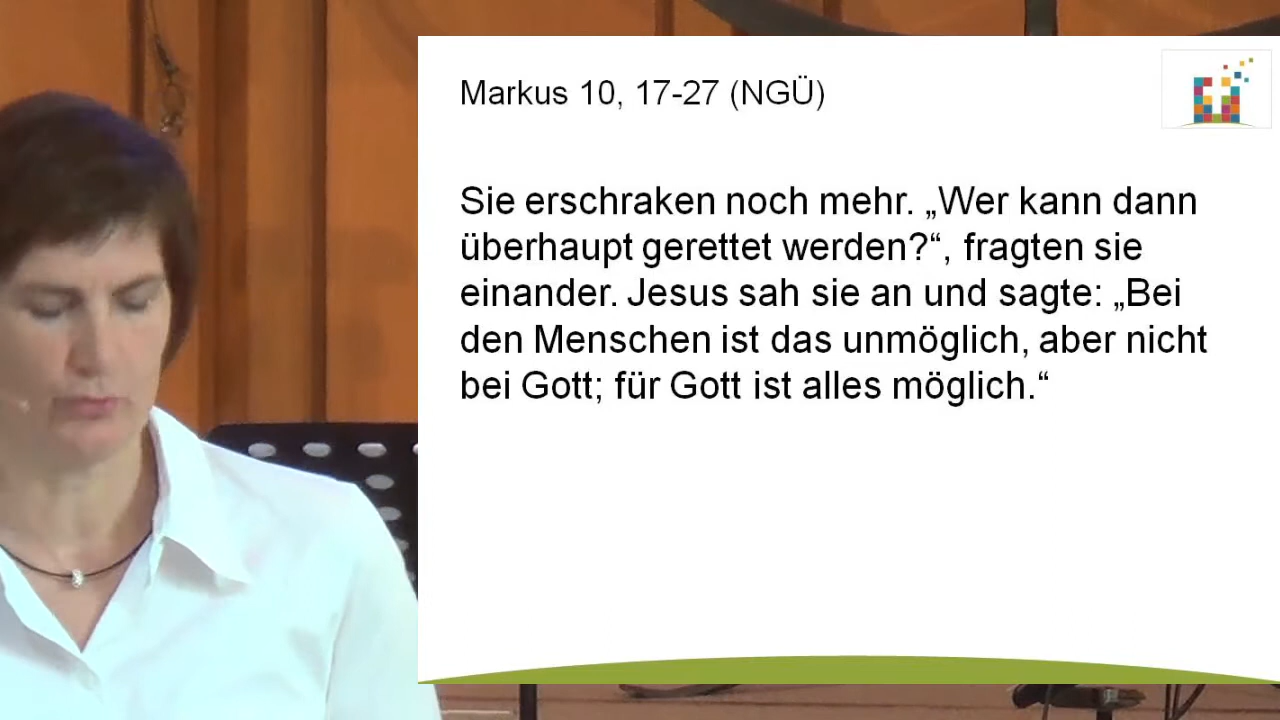 Markus 10, 17-27 (NGÜ)
Sie erschraken noch mehr. „Wer kann dann
überhaupt gerettet werden?“, fragten sie
einander. Jesus sah sie an und sagte: „Bei
den Menschen ist das unmöglich, aber nicht
bei Gott; für Gott ist alles möglich.“